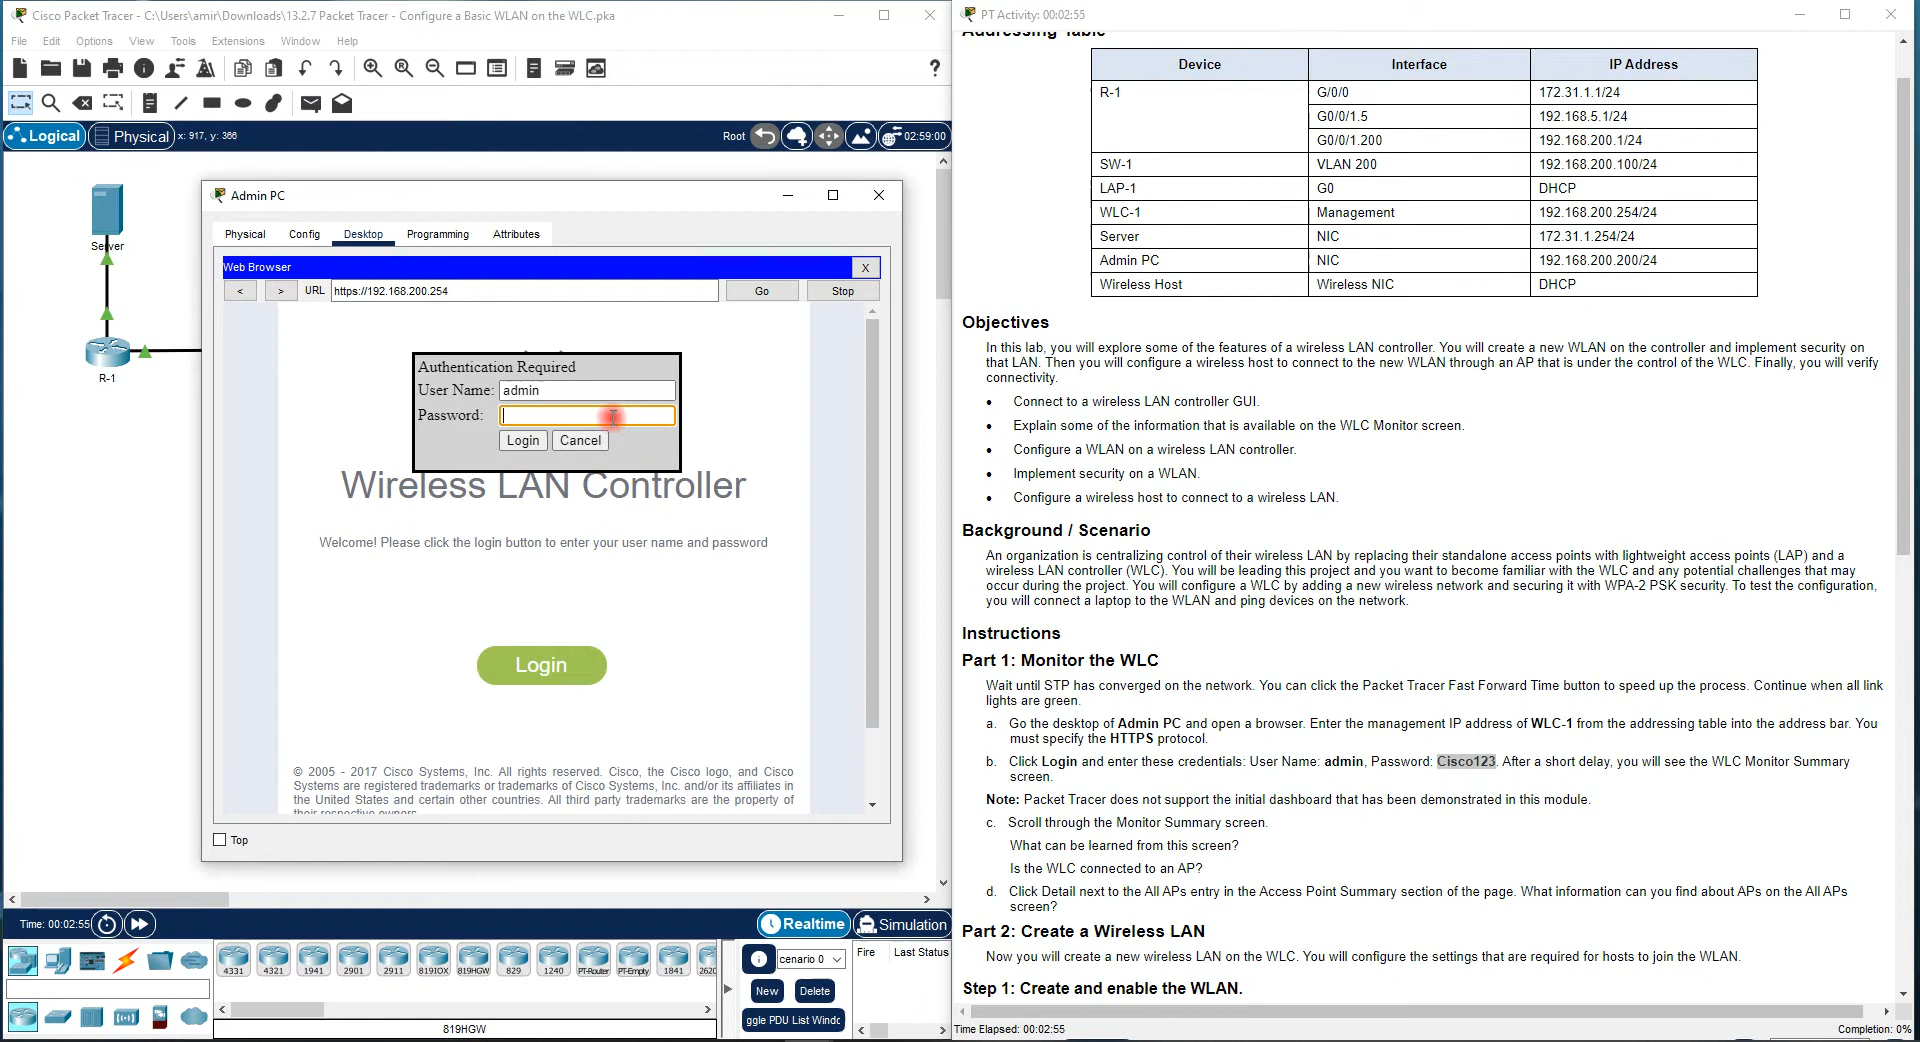 Cisco Packet Tracer - C:\Users\amir\Downloads\13.2.7 Packet Tracer - Configure a Basic WLAN on the WLC.pka
File Edit Options View Tools Extensions Window Help
?
Logical Physical x: 917, y: 366 Root 02:59:00
Server
R-1
Admin PC
Physical Config Desktop Programming Attributes
Web Browser X
< > URL https://192.168.200.254 Go Stop
Authentication Required
User Name: admin
Password:
Login Cancel
Wireless LAN Controller
Welcome! Please click the login button to enter your user name and password
Login
© 2005 - 2017 Cisco Systems, Inc. All rights reserved. Cisco, the Cisco logo, and Cisco
Systems are registered trademarks or trademarks of Cisco Systems, Inc. and/or its affiliates in
the United States and certain other countries. All third party trademarks are the property of
their respective owners.
Top
Time: 00:02:55 Realtime Simulation
4331 4321 1941 2901 2911 819IOX 819HGW 829 1240 PT-Router PT-Empty 1841 2620
819HGW
cenario 0
New Delete
ggle PDU List Windc
Fire Last Status
PT Activity: 00:02:55
Addressing Table
Device Interface IP Address
R-1 G/0/0 172.31.1.1/24
G0/0/1.5 192.168.5.1/24
G0/0/1.200 192.168.200.1/24
SW-1 VLAN 200 192.168.200.100/24
LAP-1 G0 DHCP
WLC-1 Management 192.168.200.254/24
Server NIC 172.31.1.254/24
Admin PC NIC 192.168.200.200/24
Wireless Host Wireless NIC DHCP
Objectives
In this lab, you will explore some of the features of a wireless LAN controller. You will create a new WLAN on the controller and implement security on
that LAN. Then you will configure a wireless host to connect to the new WLAN through an AP that is under the control of the WLC. Finally, you will verify
connectivity.
• Connect to a wireless LAN controller GUI.
• Explain some of the information that is available on the WLC Monitor screen.
• Configure a WLAN on a wireless LAN controller.
• Implement security on a WLAN.
• Configure a wireless host to connect to a wireless LAN.
Background / Scenario
An organization is centralizing control of their wireless LAN by replacing their standalone access points with lightweight access points (LAP) and a
wireless LAN controller (WLC). You will be leading this project and you want to become familiar with the WLC and any potential challenges that may
occur during the project. You will configure a WLC by adding a new wireless network and securing it with WPA-2 PSK security. To test the configuration,
you will connect a laptop to the WLAN and ping devices on the network.
Instructions
Part 1: Monitor the WLC
Wait until STP has converged on the network. You can click the Packet Tracer Fast Forward Time button to speed up the process. Continue when all link
lights are green.
a. Go the desktop of Admin PC and open a browser. Enter the management IP address of WLC-1 from the addressing table into the address bar. You
must specify the HTTPS protocol.
b. Click Login and enter these credentials: User Name: admin, Password: Cisco123. After a short delay, you will see the WLC Monitor Summary
screen.
Note: Packet Tracer does not support the initial dashboard that has been demonstrated in this module.
c. Scroll through the Monitor Summary screen.
What can be learned from this screen?
Is the WLC connected to an AP?
d. Click Detail next to the All APs entry in the Access Point Summary section of the page. What information can you find about APs on the All APs
screen?
Part 2: Create a Wireless LAN
Now you will create a new wireless LAN on the WLC. You will configure the settings that are required for hosts to join the WLAN.
Step 1: Create and enable the WLAN.
Time Elapsed: 00:02:55 Completion: 0%